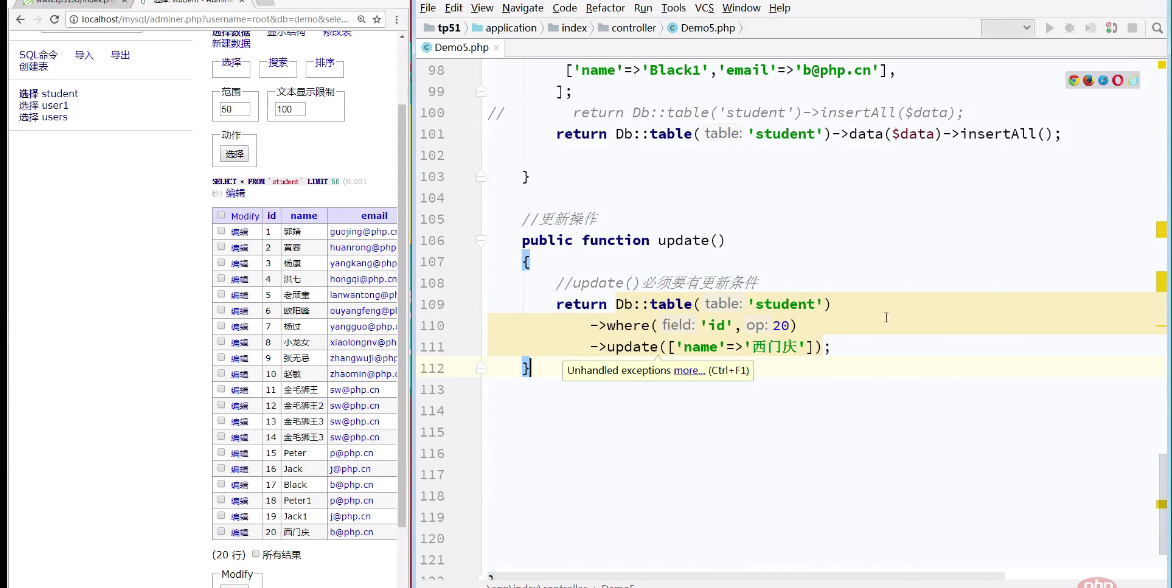 localhost/mysql/adminer.php?username=root&db=demo&sele...
SQL命令 导入 导出
创建表
选择 student
选择 user1
选择 users
选择数据 显示结构 修改表
新建数据
选择 搜索 排序
范围 文本显示限制
50 100
动作
选择
SELECT * FROM `student` LIMIT 50 (0.001
秒) 编辑
Modify id name email
编辑 1 郭靖 guojing@php
编辑 2 黄蓉 huanrong@php
编辑 3 杨康 yangkang@php
编辑 4 洪七 hongqi@php.cn
编辑 5 老顽童 lanwantong@ph
编辑 6 欧阳峰 ouyangfeng@ph
编辑 7 杨过 yangguo@php.cn
编辑 8 小龙女 xiaolongnv@php
编辑 9 张无忌 zhangwuji@php.
编辑 10 赵敏 zhaomin@php.cn
编辑 11 金毛狮王 sw@php.cn
编辑 12 金毛狮王2 sw@php.cn
编辑 13 金毛狮王3 sw@php.cn
编辑 14 金毛狮王3 sw@php.cn
编辑 15 Peter p@php.cn
编辑 16 Jack j@php.cn
编辑 17 Black b@php.cn
编辑 18 Peter1 p@php.cn
编辑 19 Jack1 j@php.cn
编辑 20 西门庆 b@php.cn
(20 行) 所有结果
Modify
File Edit View Navigate Code Refactor Run Tools VCS Window Help
tp51 application index controller Demo5.php
Demo5.php
98 ['name'=>'Black1','email'=>'b@php.cn'],
99 ];
100 // return Db::table('student')->insertAll($data);
101 return Db::table( table: 'student')->data($data)->insertAll();
102
103 }
104
105 //更新操作
106 public function update()
107 {
108 //update()必须要有更新条件
109 return Db::table( table: 'student')
110 ->where( field: 'id', op: 20)
111 ->update(['name'=>'西门庆']);
112 }
Unhandled exceptions more... (Ctrl+F1)
113
114
115
116
117
118
119
120
121
\app\index\controller Demo5
php